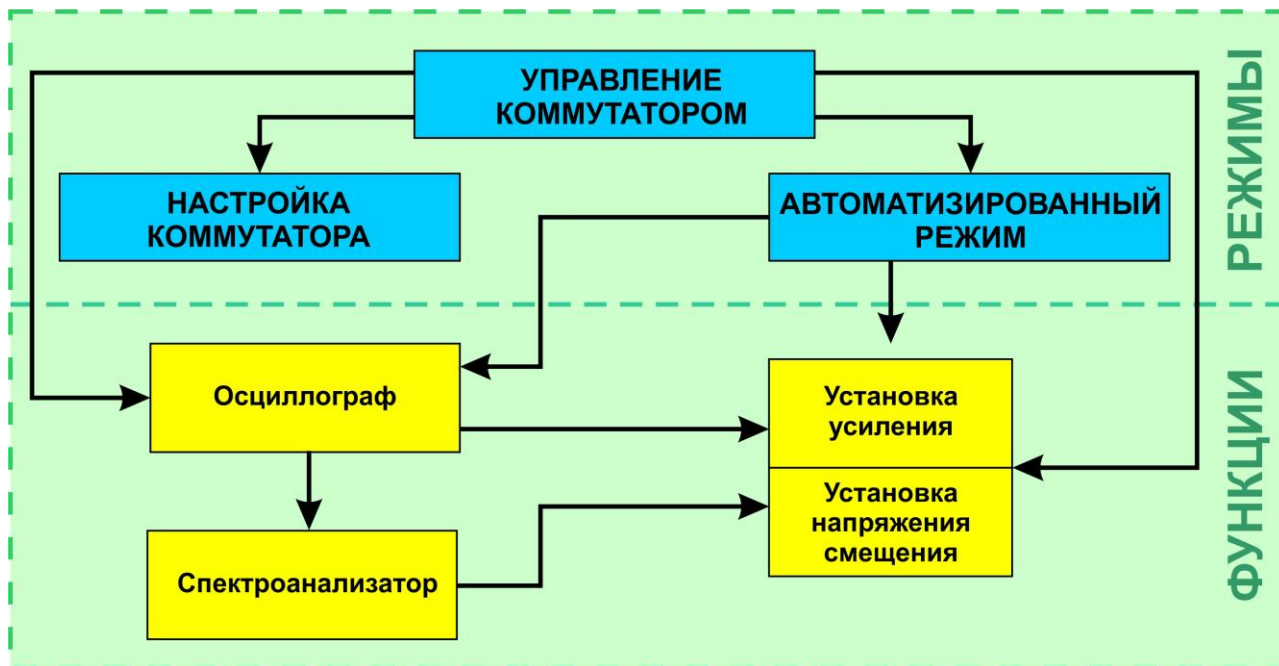 УПРАВЛЕНИЕ
КОММУТАТОРОМ
НАСТРОЙКА
КОММУТАТОРА
АВТОМАТИЗИРОВАННЫЙ
РЕЖИМ
РЕЖИМЫ
Осциллограф
Установка
усиления
Установка
напряжения
смещения
Спектроанализатор
ФУНКЦИИ